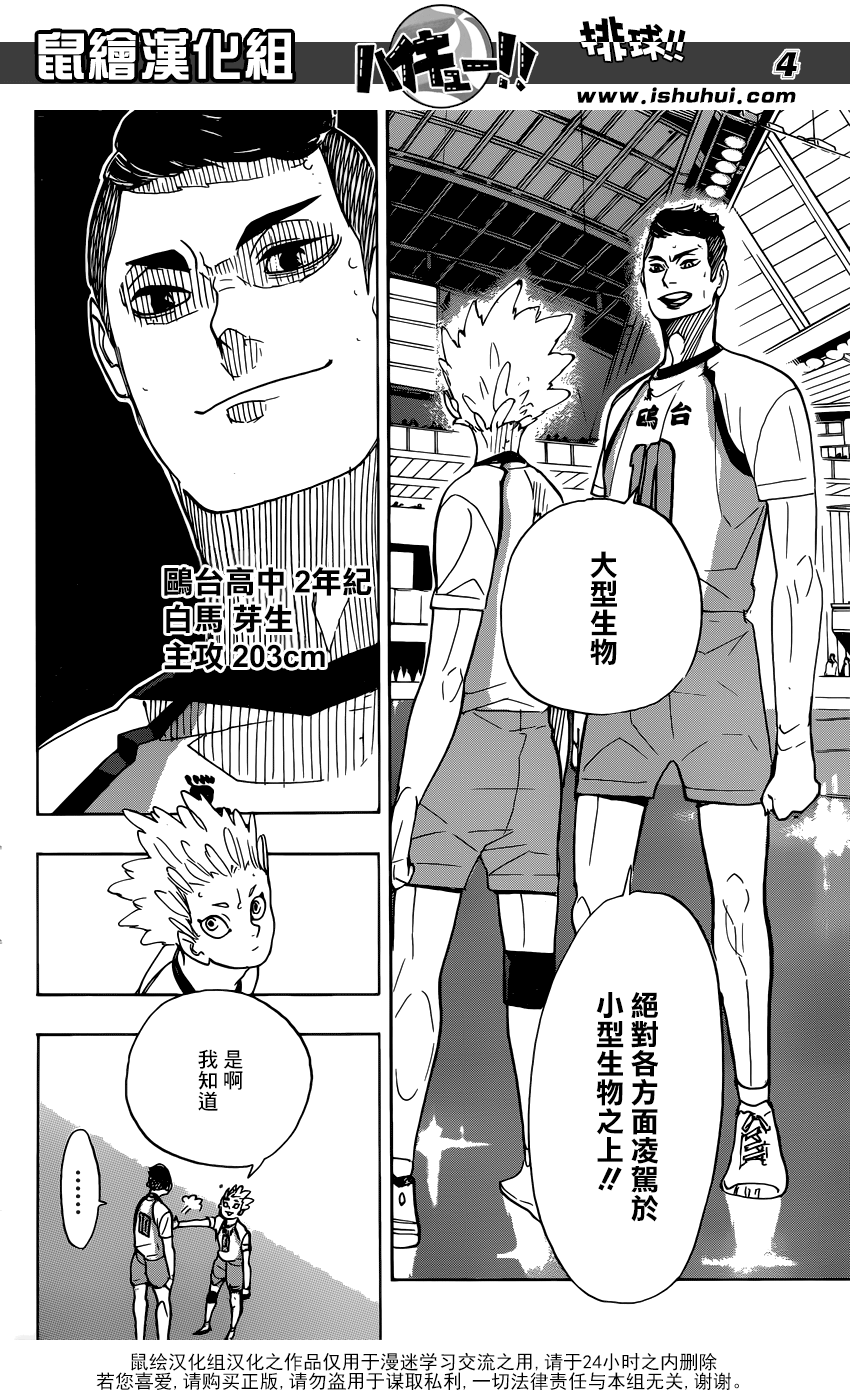 鼠繪漢化組
ハイキュー!!
排球!!
4
www.ishuhui.com
鷗台
10
大型生物
絕對各方面凌駕於
小型生物之上!!
鷗台高中 2年紀
白馬 芽生
主攻 203cm
是啊
我知道
……
10
鼠绘汉化组汉化之作品仅用于漫迷学习交流之用, 请于24小时之内删除
若您喜爱, 请购买正版, 请勿用于谋取私利, 一切法律责任与本组无关, 谢谢。